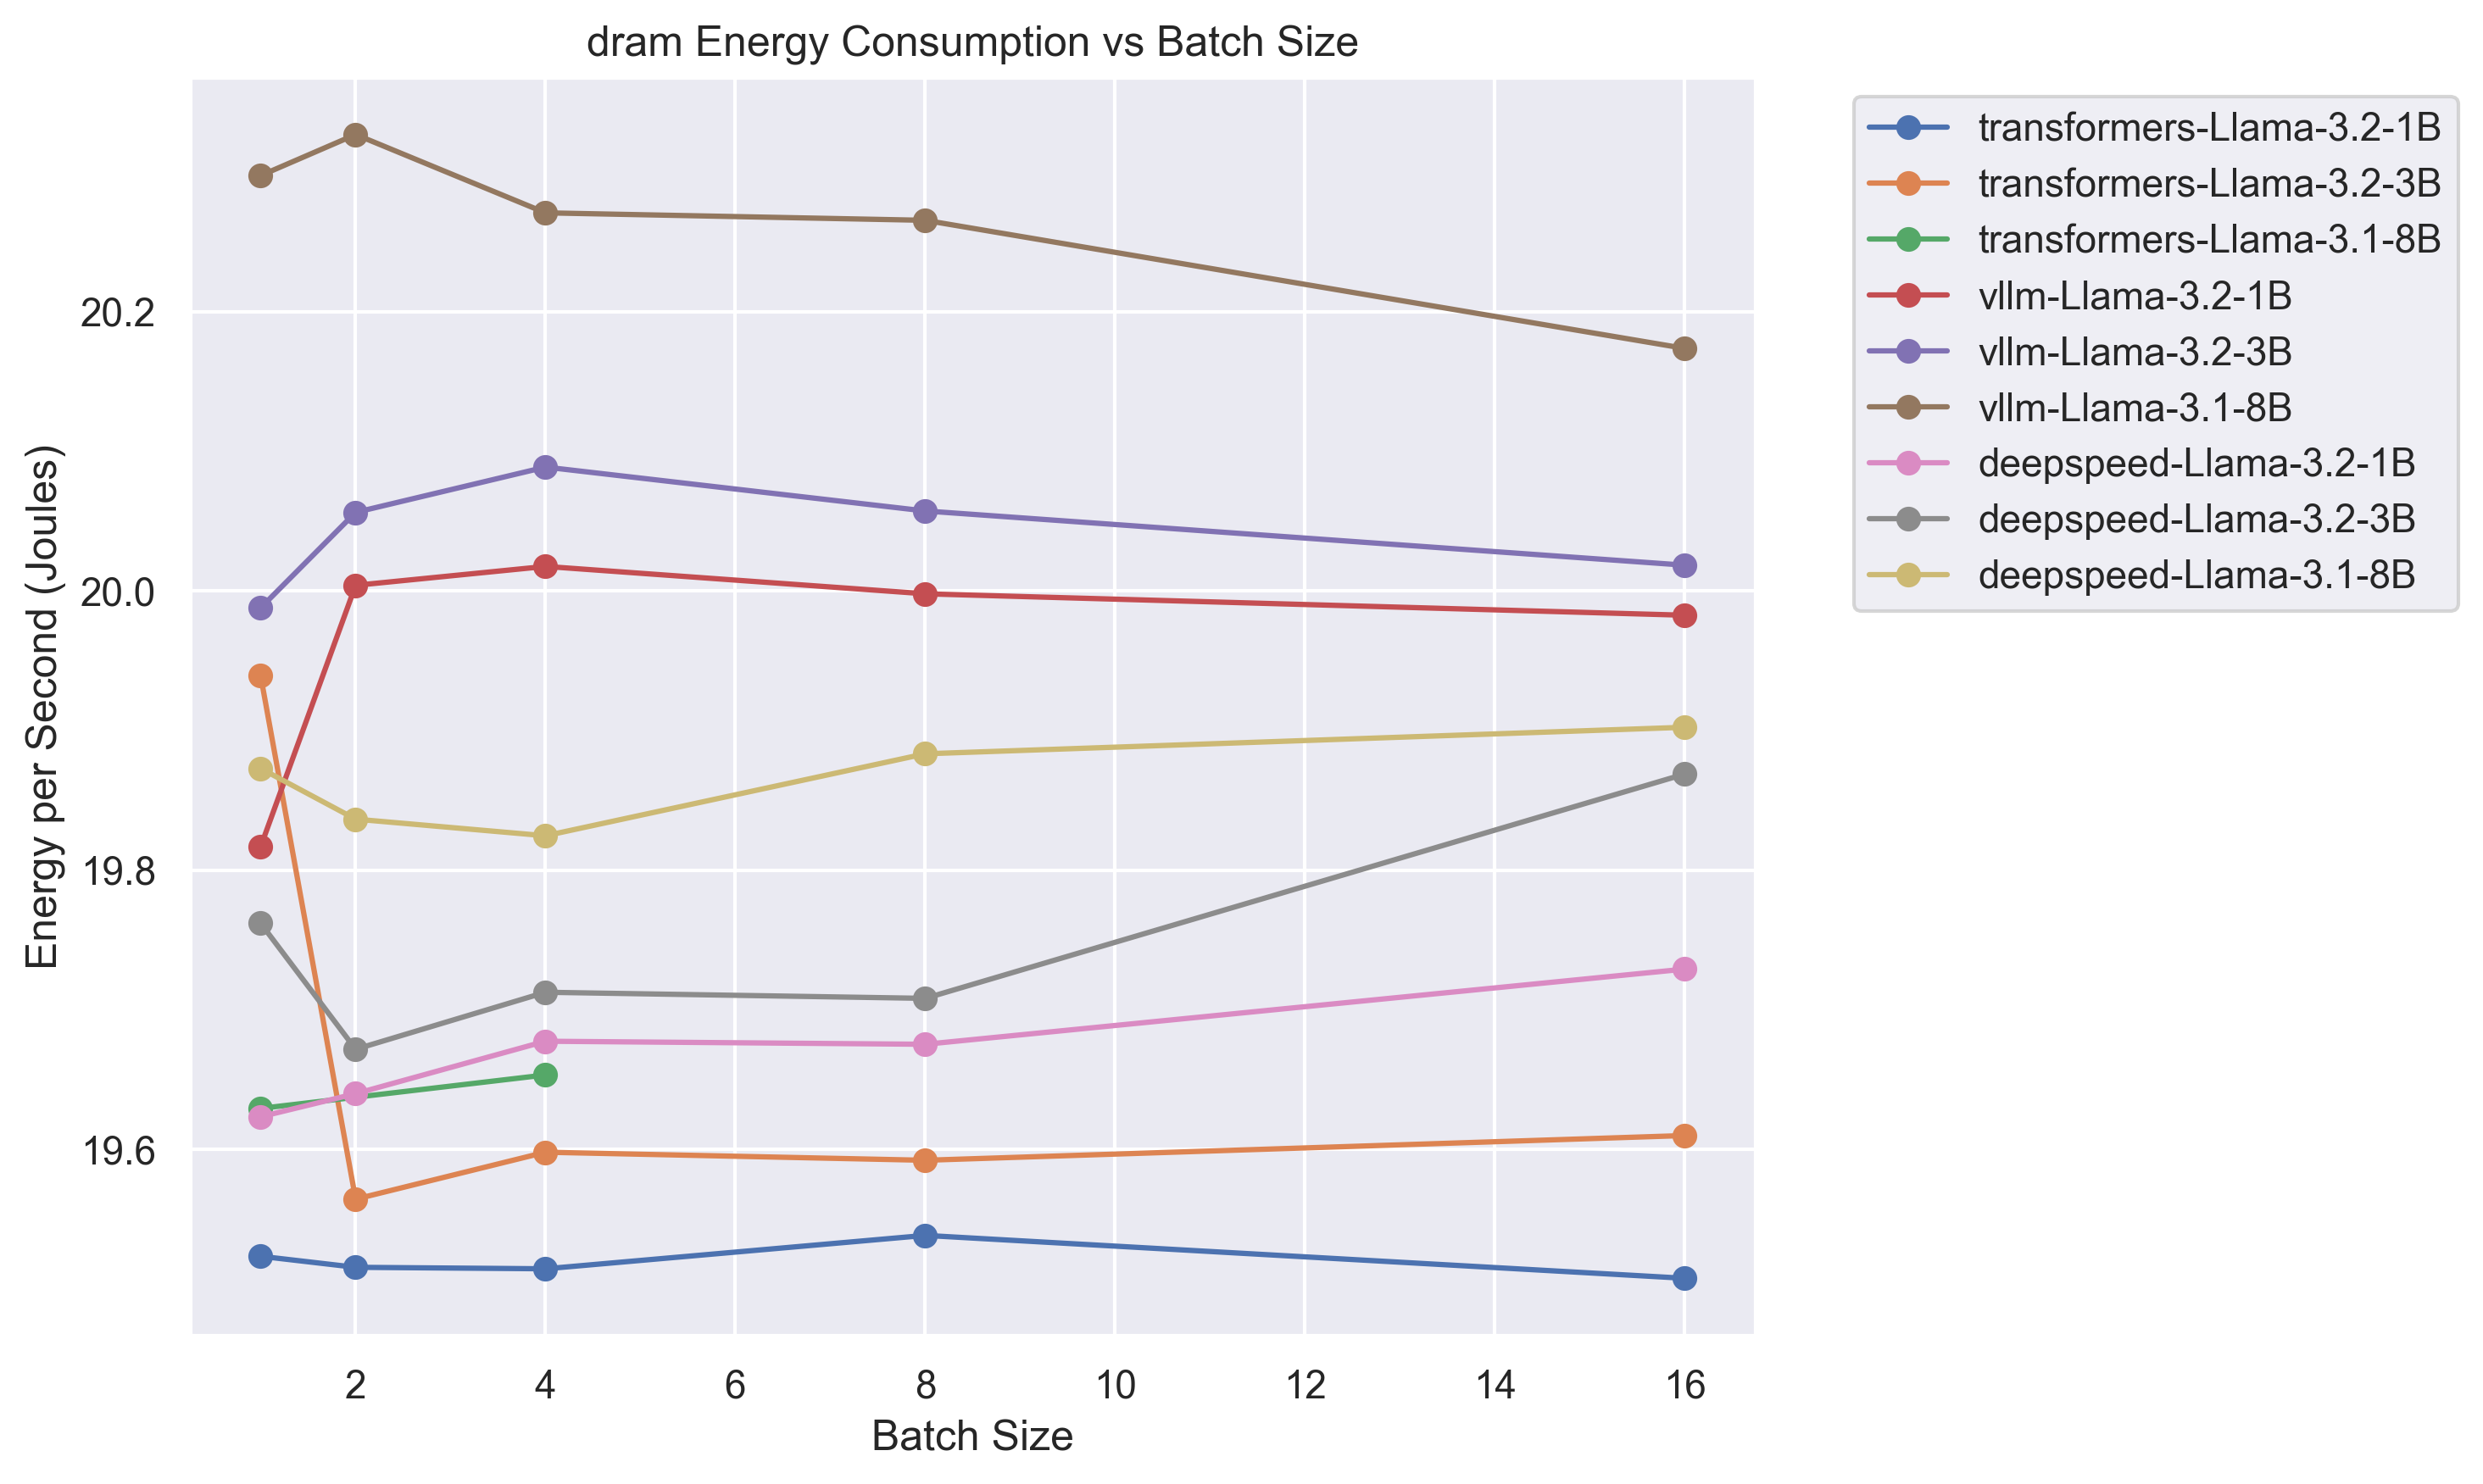 dram Energy Consumption vs Batch Size
Energy per Second (Joules)
20.2
20.0
19.8
19.6
2 4 6 8 10 12 14 16
Batch Size
transformers-Llama-3.2-1B
transformers-Llama-3.2-3B
transformers-Llama-3.1-8B
vllm-Llama-3.2-1B
vllm-Llama-3.2-3B
vllm-Llama-3.1-8B
deepspeed-Llama-3.2-1B
deepspeed-Llama-3.2-3B
deepspeed-Llama-3.1-8B